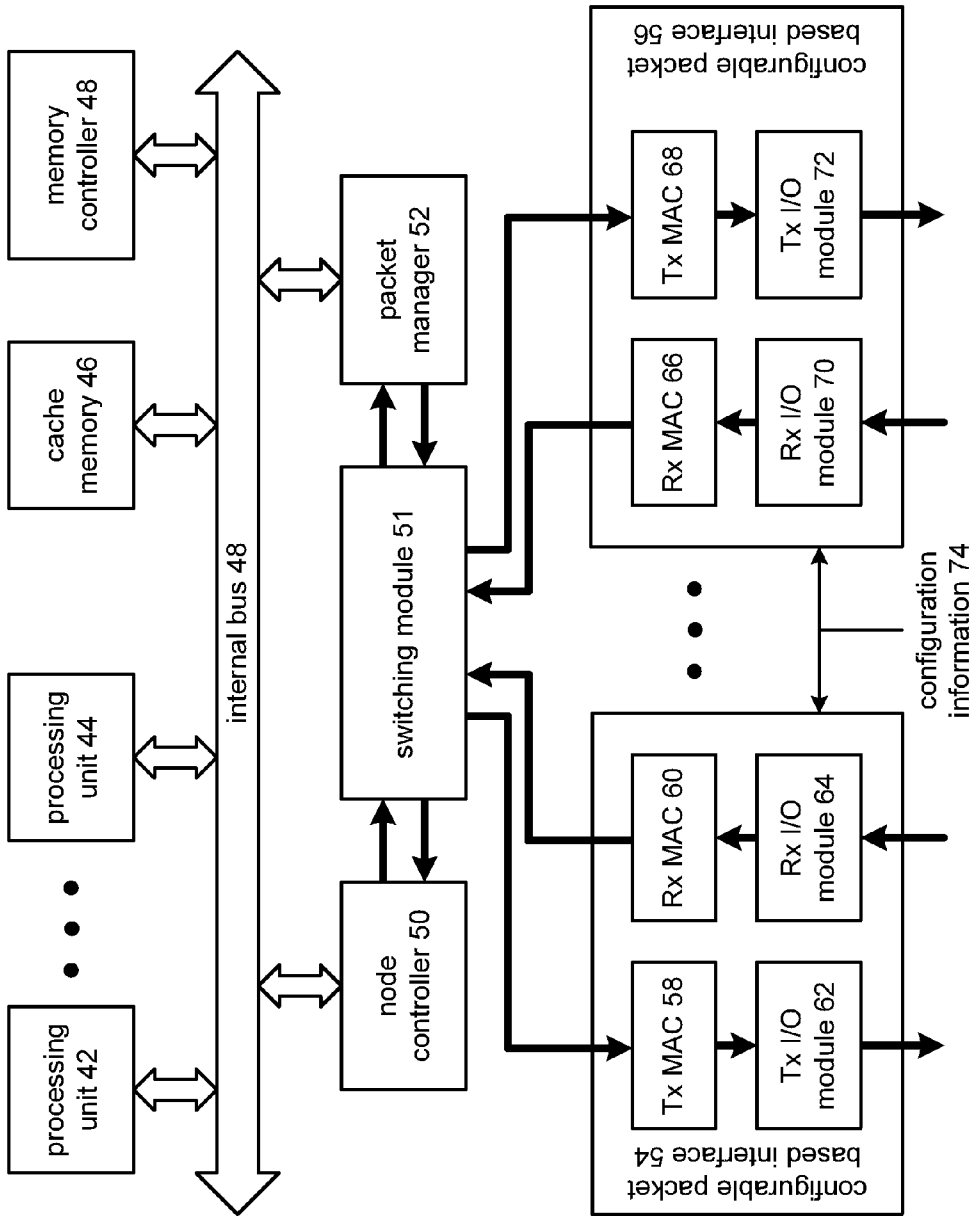 processing
unit 42
processing
unit 44
cache
memory 46
memory
controller 48
internal bus 48
node
controller 50
switching module 51
packet
manager 52
configurable packet
based interface 54
Tx MAC 58
Rx MAC 60
Tx I/O
module 62
Rx I/O
module 64
configuration
information 74
Rx MAC 66
Tx MAC 68
Rx I/O
module 70
Tx I/O
module 72
configurable packet
based interface 56